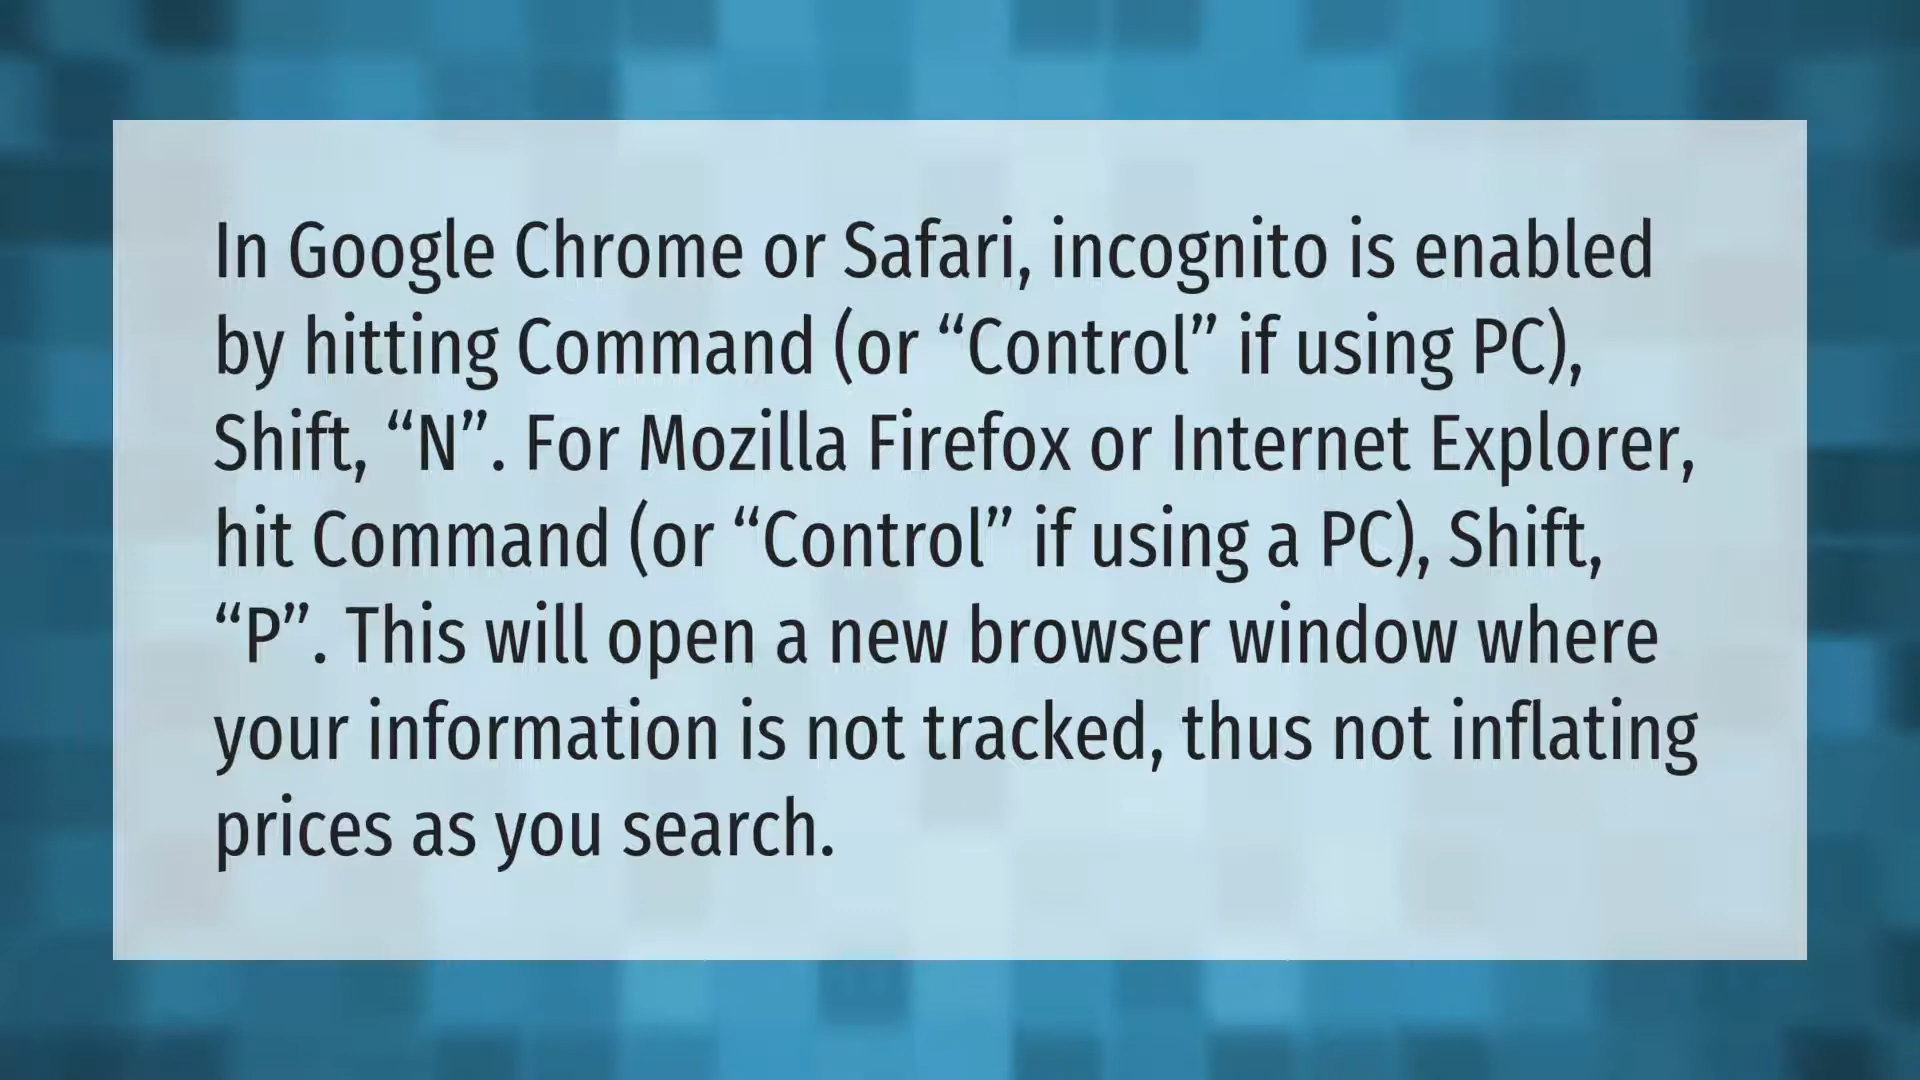 In Google Chrome or Safari, incognito is enabled
by hitting Command (or “Control” if using PC),
Shift, “N”. For Mozilla Firefox or Internet Explorer,
hit Command (or “Control” if using a PC), Shift,
“P”. This will open a new browser window where
your information is not tracked, thus not inflating
prices as you search.